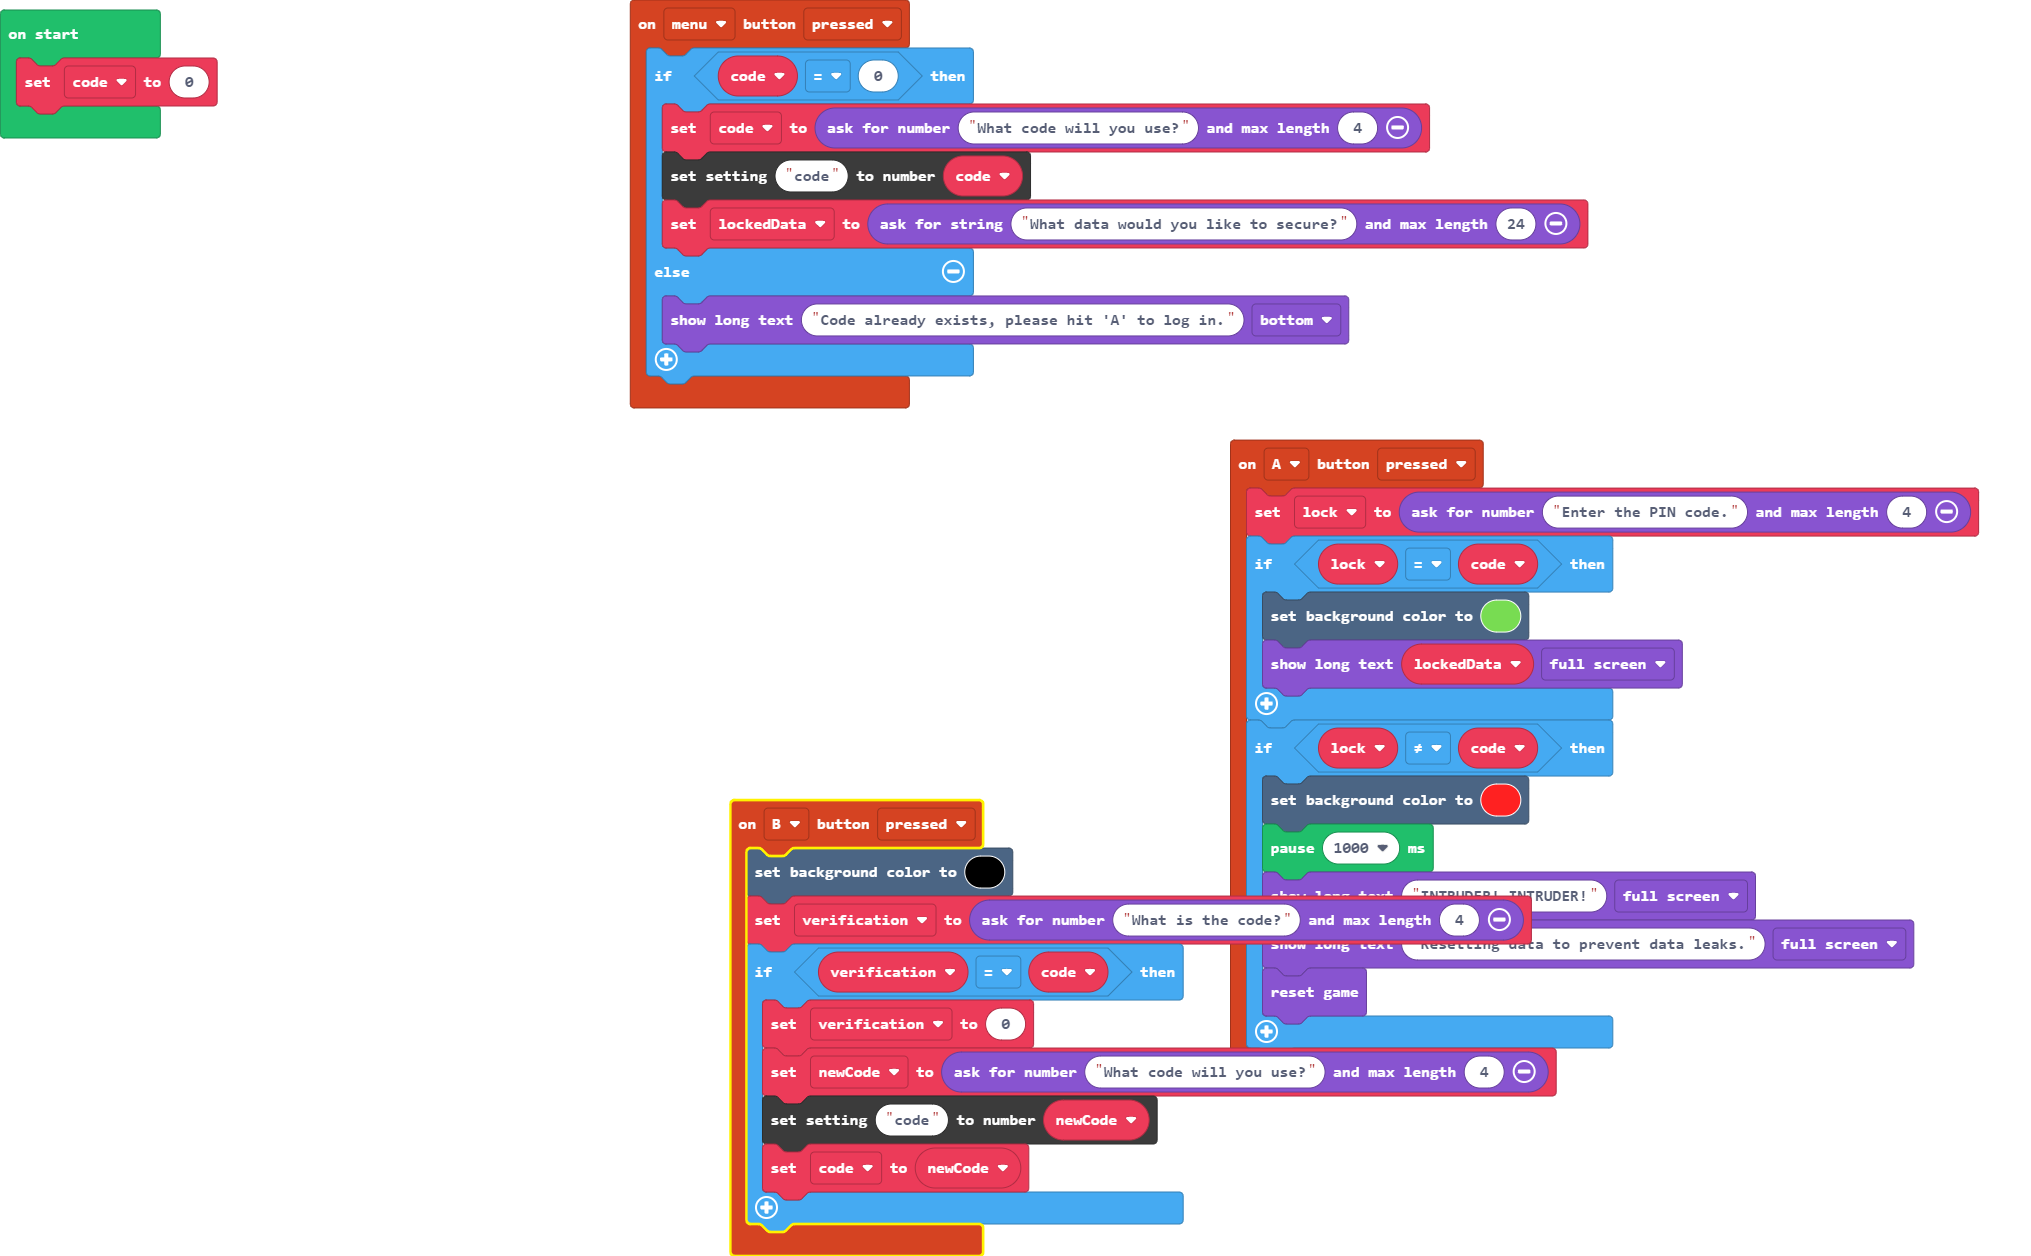 on start
set code to 0
on menu button pressed
if code = 0 then
set code to ask for number "What code will you use?" and max length 4
set setting "code" to number code
set lockedData to ask for string "What data would you like to secure?" and max length 24
else
show long text "Code already exists, please hit 'A' to log in." bottom
on A button pressed
set lock to ask for number "Enter the PIN code." and max length 4
if lock = code then
set background color to
show long text lockedData full screen
if lock ≠ code then
set background color to
pause 1000 ms
show long text "INTRUDER! INTRUDER!" full screen
show long text "Resetting data to prevent data leaks." full screen
reset game
on B button pressed
set background color to
set verification to ask for number "What is the code?" and max length 4
if verification = code then
set verification to 0
set newCode to ask for number "What code will you use?" and max length 4
set setting "code" to number newCode
set code to newCode